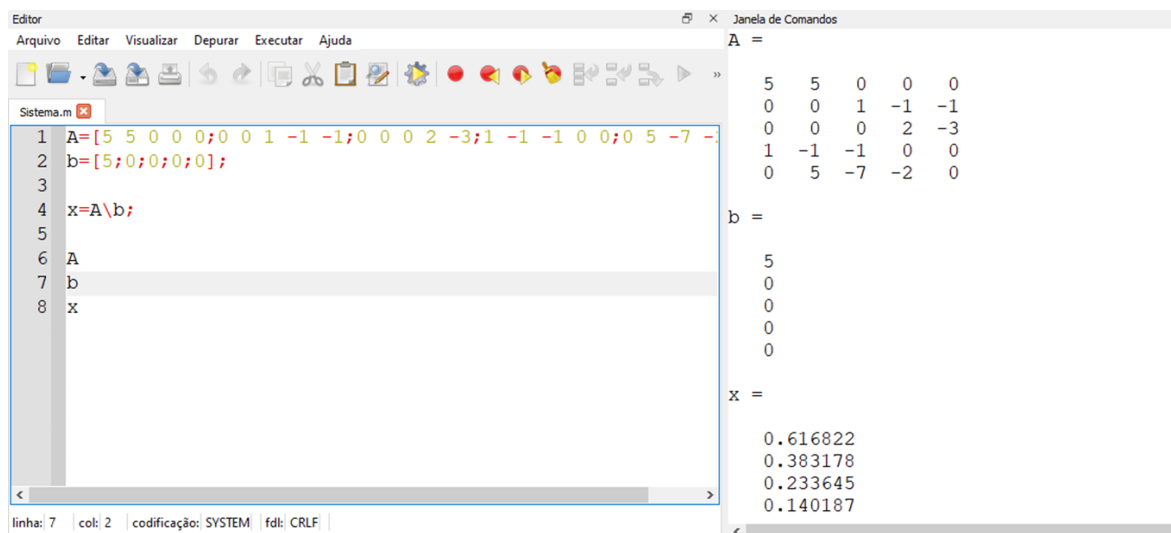 Editor
Arquivo Editar Visualizar Depurar Executar Ajuda
Sistema.m
1 A=[5 5 0 0 0;0 0 1 -1 -1;0 0 0 2 -3;1 -1 -1 0 0;0 5 -7 -
2 b=[5;0;0;0;0];
3
4 x=A\b;
5
6 A
7 b
8 x
linha: 7 col: 2 codificação: SYSTEM fdl: CRLF
Janela de Comandos
A =
5 5 0 0 0
0 0 1 -1 -1
0 0 0 2 -3
1 -1 -1 0 0
0 5 -7 -2 0
b =
5
0
0
0
0
x =
0.616822
0.383178
0.233645
0.140187